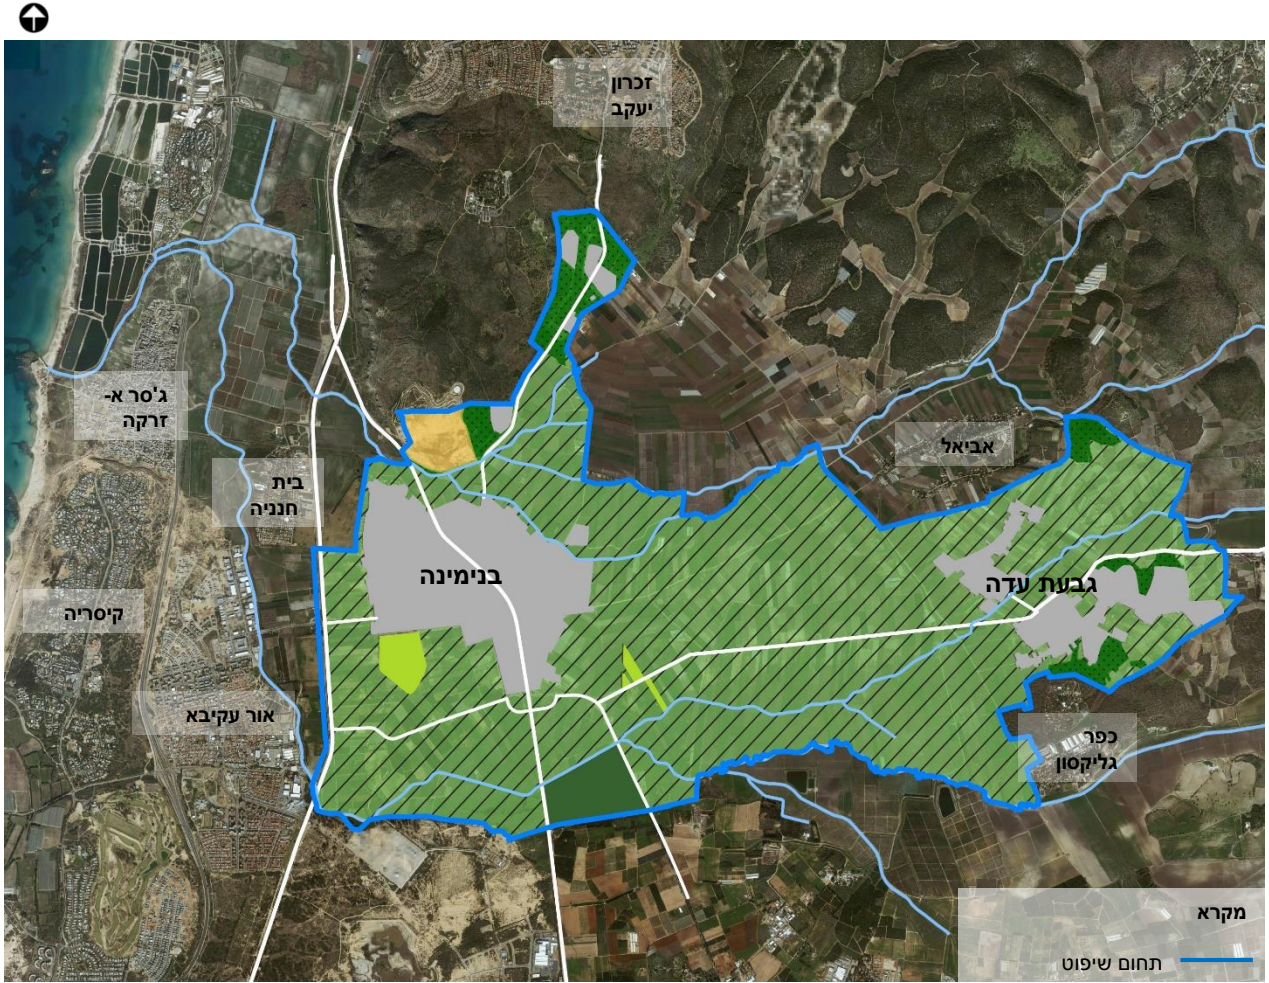 זכרון
יעקב
ג'סר א-
זרקה
אביאל
בית
חנניה
בנימינה
גבעת עדה
קיסריה
אור עקיבא
כפר
גליקסון
מקרא
תחום שיפוט